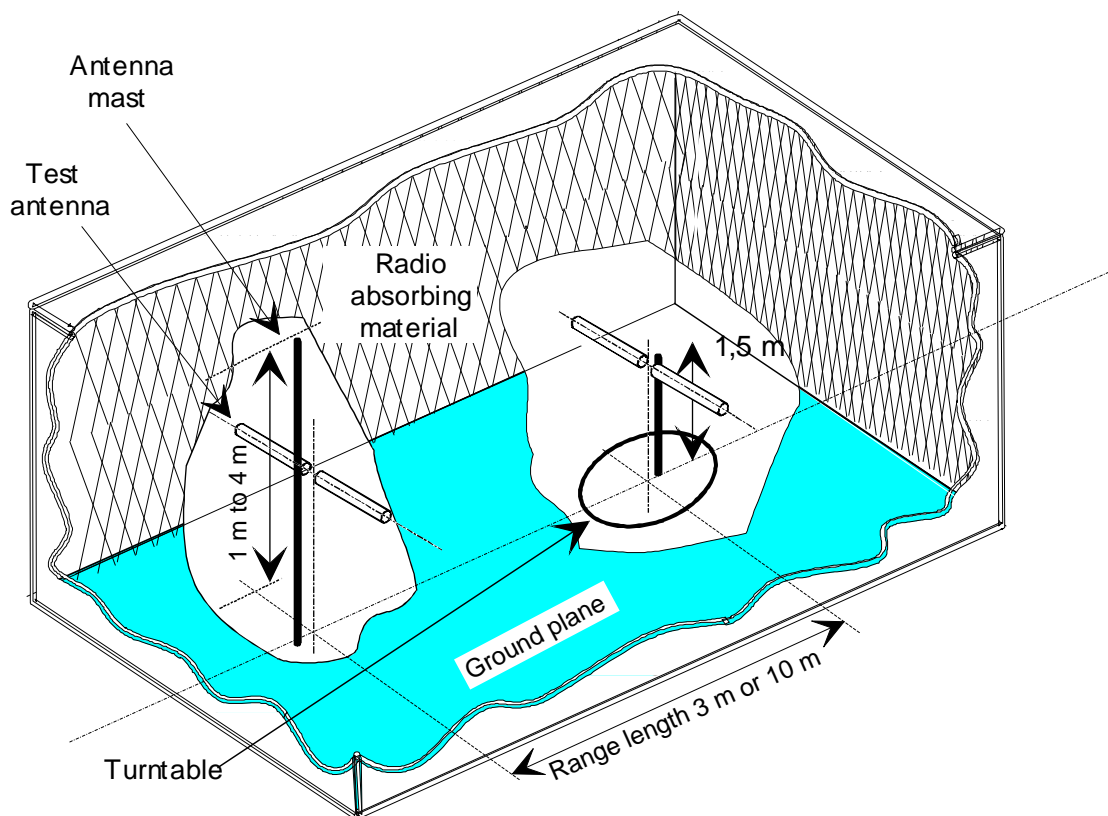 Antenna
mast
Test
antenna
Radio
absorbing
material
1,5 m
1 m to 4 m
Ground plane
Range length 3 m or 10 m
Turntable